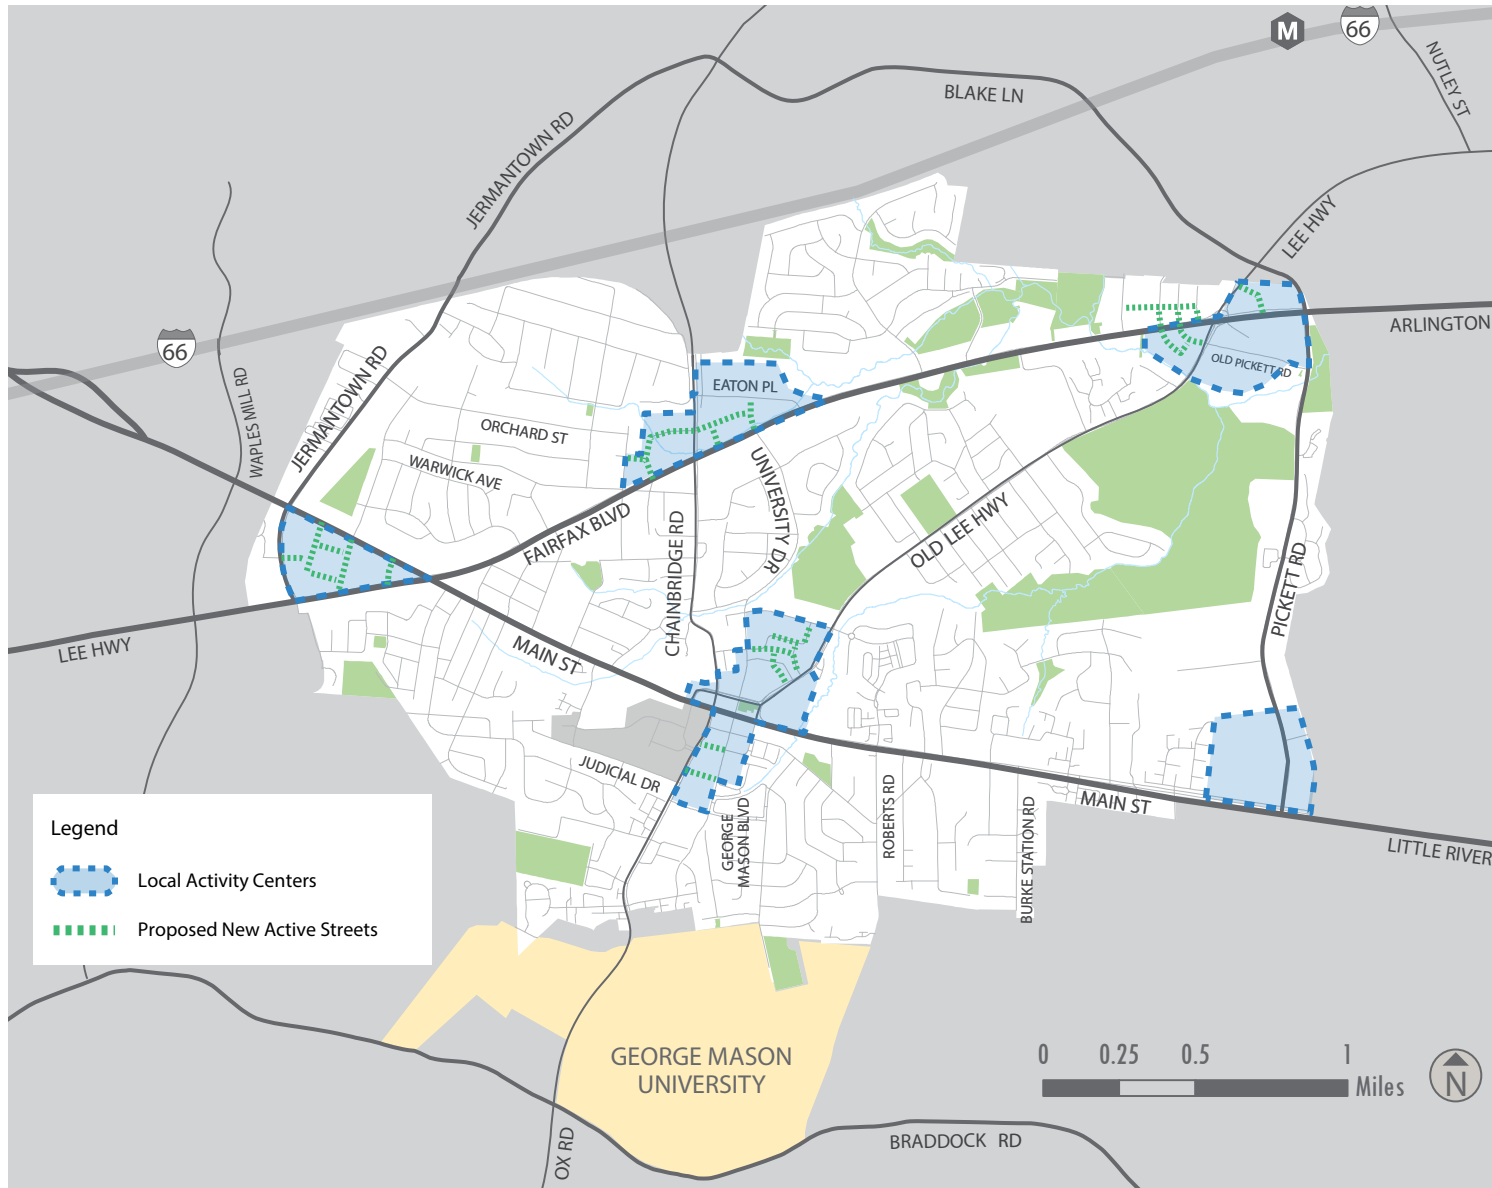 M
66
NUTLEY ST
BLAKE LN
JERMANTOWN RD
LEE HWY
ARLINGTON
66
OLD PICKETT RD
EATON PL
JERMANTOWN RD
WAPLES MILL RD
ORCHARD ST
WARWICK AVE
UNIVERSITY DR
FAIRFAX BLVD
CHAINBRIDGE RD
OLD LEE HWY
PICKETT RD
LEE HWY
MAIN ST
JUDICIAL DR
GEORGE
MASON BLVD
ROBERTS RD
BURKE STATION RD
MAIN ST
LITTLE RIVER
Legend
Local Activity Centers
Proposed New Active Streets
GEORGE MASON
UNIVERSITY
0 0.25 0.5 1
Miles
N
OX RD
BRADDOCK RD